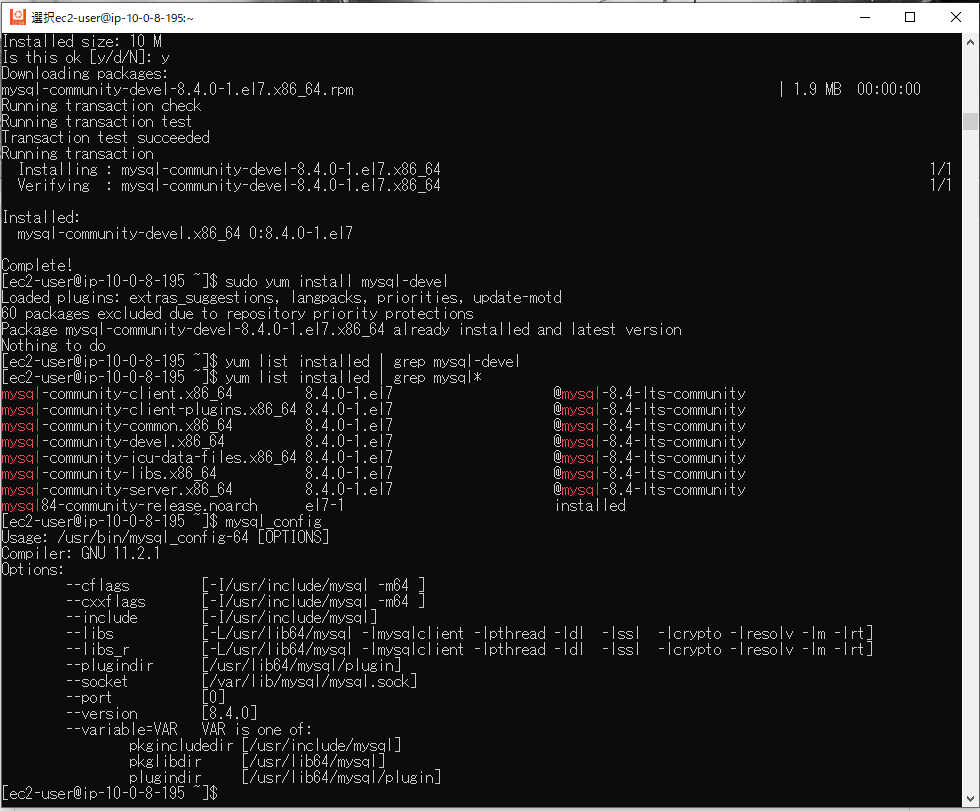 選択ec2-user@ip-10-0-8-195:~
Installed size: 10 M
Is this ok [y/d/N]: y
Downloading packages:
mysql-community-devel-8.4.0-1.el7.x86_64.rpm | 1.9 MB 00:00:00
Running transaction check
Running transaction test
Transaction test succeeded
Running transaction
  Installing : mysql-community-devel-8.4.0-1.el7.x86_64 1/1
  Verifying  : mysql-community-devel-8.4.0-1.el7.x86_64 1/1

Installed:
  mysql-community-devel.x86_64 0:8.4.0-1.el7

Complete!
[ec2-user@ip-10-0-8-195 ~]$ sudo yum install mysql-devel
Loaded plugins: extras_suggestions, langpacks, priorities, update-motd
60 packages excluded due to repository priority protections
Package mysql-community-devel-8.4.0-1.el7.x86_64 already installed and latest version
Nothing to do
[ec2-user@ip-10-0-8-195 ~]$ yum list installed | grep mysql-devel
[ec2-user@ip-10-0-8-195 ~]$ yum list installed | grep mysql*
mysql-community-client.x86_64 8.4.0-1.el7 @mysql-8.4-lts-community
mysql-community-client-plugins.x86_64 8.4.0-1.el7 @mysql-8.4-lts-community
mysql-community-common.x86_64 8.4.0-1.el7 @mysql-8.4-lts-community
mysql-community-devel.x86_64 8.4.0-1.el7 @mysql-8.4-lts-community
mysql-community-icu-data-files.x86_64 8.4.0-1.el7 @mysql-8.4-lts-community
mysql-community-libs.x86_64 8.4.0-1.el7 @mysql-8.4-lts-community
mysql-community-server.x86_64 8.4.0-1.el7 @mysql-8.4-lts-community
mysql84-community-release.noarch el7-1 installed
[ec2-user@ip-10-0-8-195 ~]$ mysql_config
Usage: /usr/bin/mysql_config-64 [OPTIONS]
Compiler: GNU 11.2.1
Options:
        --cflags         [-I/usr/include/mysql -m64 ]
        --cxxflags       [-I/usr/include/mysql -m64 ]
        --include        [-I/usr/include/mysql]
        --libs           [-L/usr/lib64/mysql -lmysqlclient -lpthread -ldl  -lssl  -lcrypto -lresolv -lm -lrt]
        --libs_r         [-L/usr/lib64/mysql -lmysqlclient -lpthread -ldl  -lssl  -lcrypto -lresolv -lm -lrt]
        --plugindir      [/usr/lib64/mysql/plugin]
        --socket         [/var/lib/mysql/mysql.sock]
        --port           [0]
        --version        [8.4.0]
        --variable=VAR   VAR is one of:
                pkgincludedir [/usr/include/mysql]
                pkglibdir     [/usr/lib64/mysql]
                plugindir     [/usr/lib64/mysql/plugin]
[ec2-user@ip-10-0-8-195 ~]$